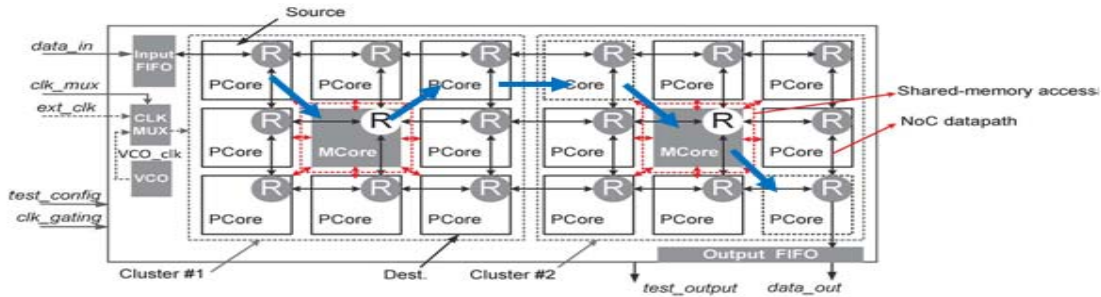 Source
data_in
Input
FIFO
R R R R R R
PCore PCore PCore Core PCore PCore
clk_mux
ext_clk
CLK
MUX
Shared-memory access
NoC datapath
R R R R R R
PCore MCore PCore PCore MCore PCore
VCO_clk
VCO
test_config
clk_gating
R R R R R R
PCore PCore PCore PCore PCore PCore
Output FIFO
Cluster #1 Dest. Cluster #2
test_output data_out